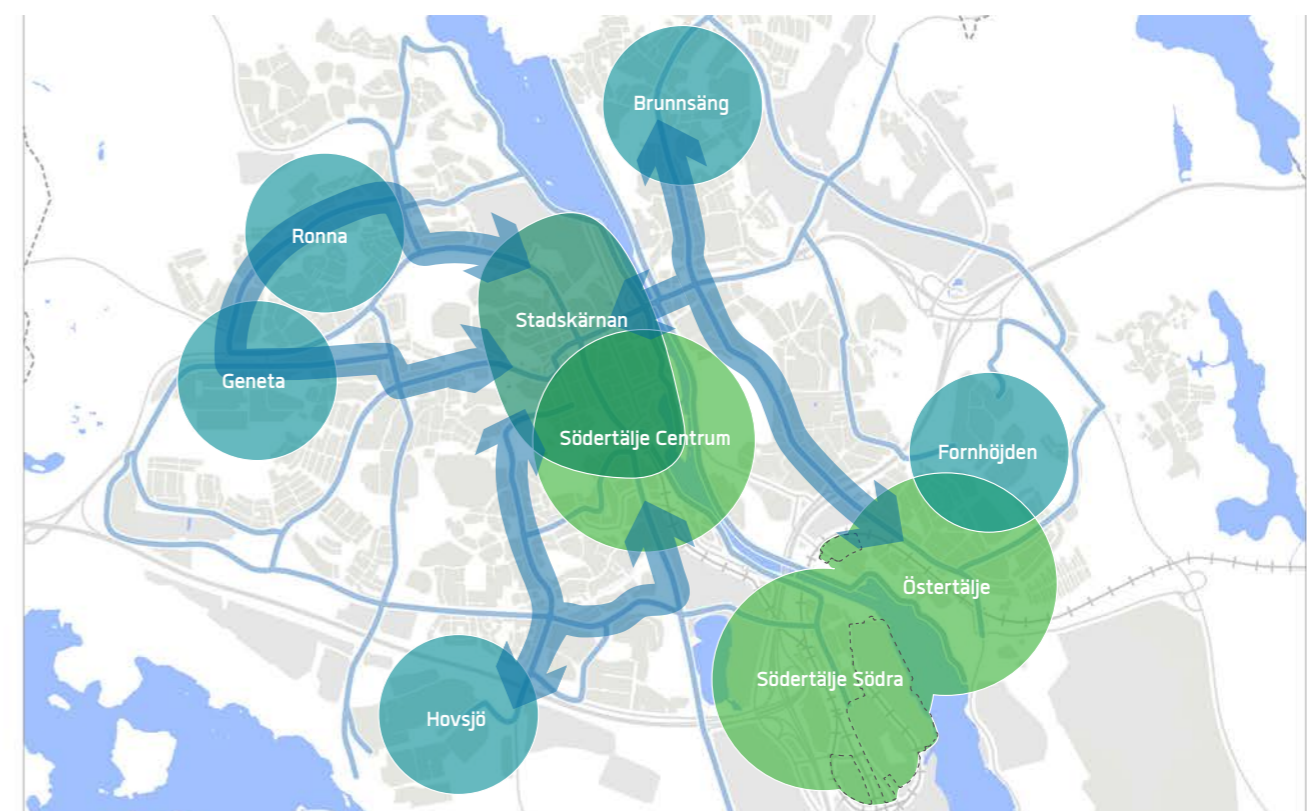 Brunnsäng
Ronna
Stadskärnan
Geneta
Södertälje Centrum
Fornhöjden
Östertälje
Södertälje Södra
Hovsjö